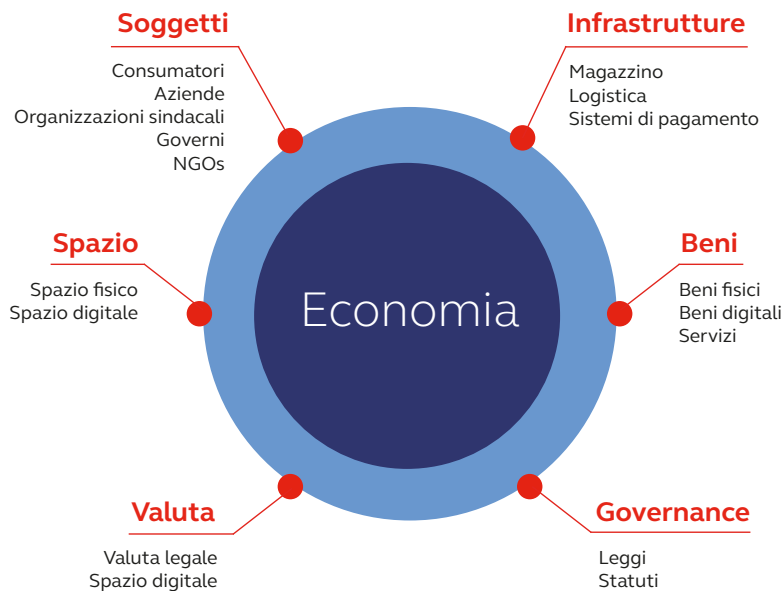 Soggetti
Consumatori
Aziende
Organizzazioni sindacali
Governi
NGOs
Infrastrutture
Magazzino
Logistica
Sistemi di pagamento
Spazio
Spazio fisico
Spazio digitale
Economia
Beni
Beni fisici
Beni digitali
Servizi
Valuta
Valuta legale
Spazio digitale
Governance
Leggi
Statuti